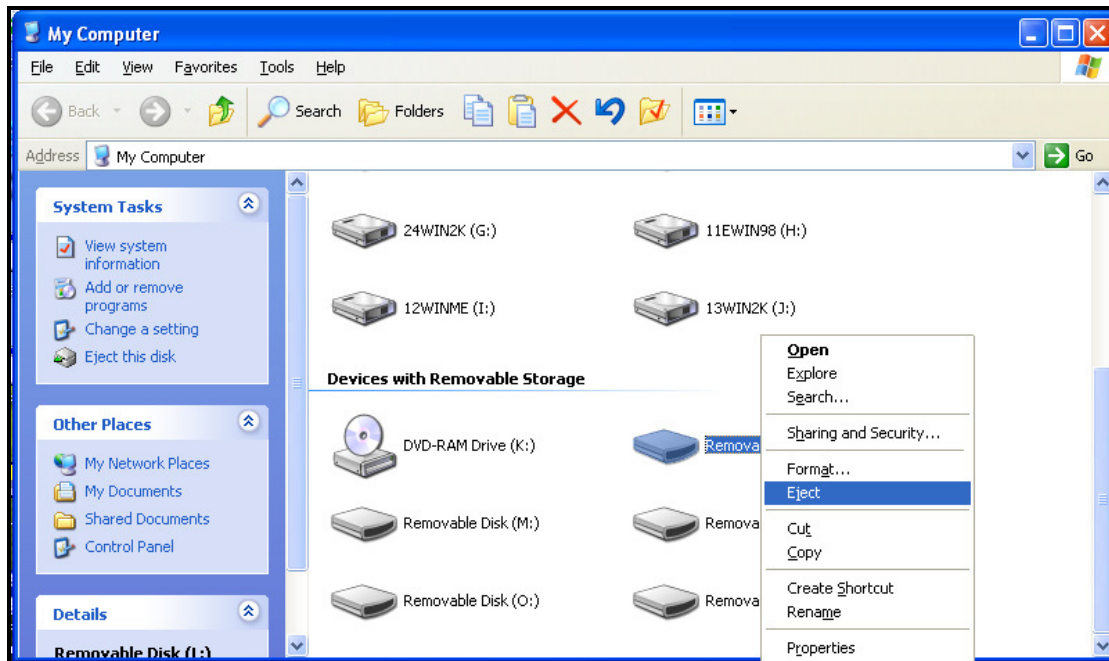 My Computer
File Edit View Favorites Tools Help
Back Search Folders
Address My Computer Go
System Tasks
View system
information
Add or remove
programs
Change a setting
Eject this disk
Other Places
My Network Places
My Documents
Shared Documents
Control Panel
Details
Removable Disk (L:)
24WIN2K (G:) 11EWIN98 (H:)
12WINME (I:) 13WIN2K (J:)
Devices with Removable Storage
DVD-RAM Drive (K:) Remova
Removable Disk (M:) Remova
Removable Disk (O:) Remova
Open
Explore
Search...
Sharing and Security...
Format...
Eject
Cut
Copy
Create Shortcut
Rename
Properties